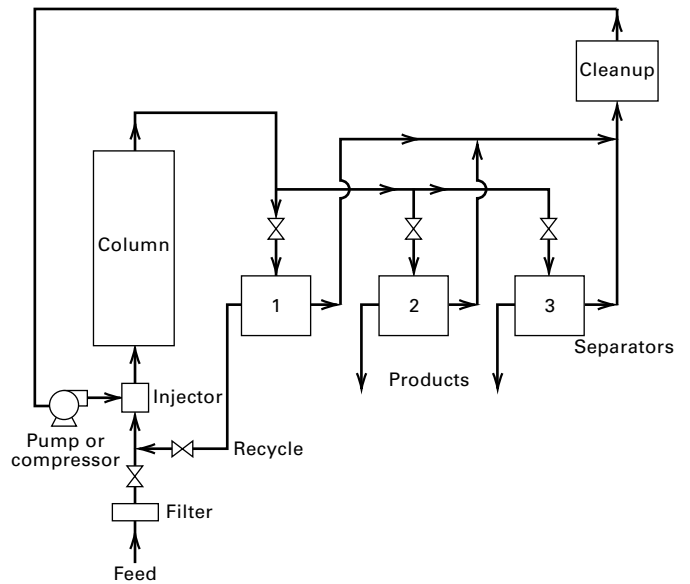 Cleanup
Column
1
2
3
Separators
Products
Injector
Pump or
compressor
Recycle
Filter
Feed